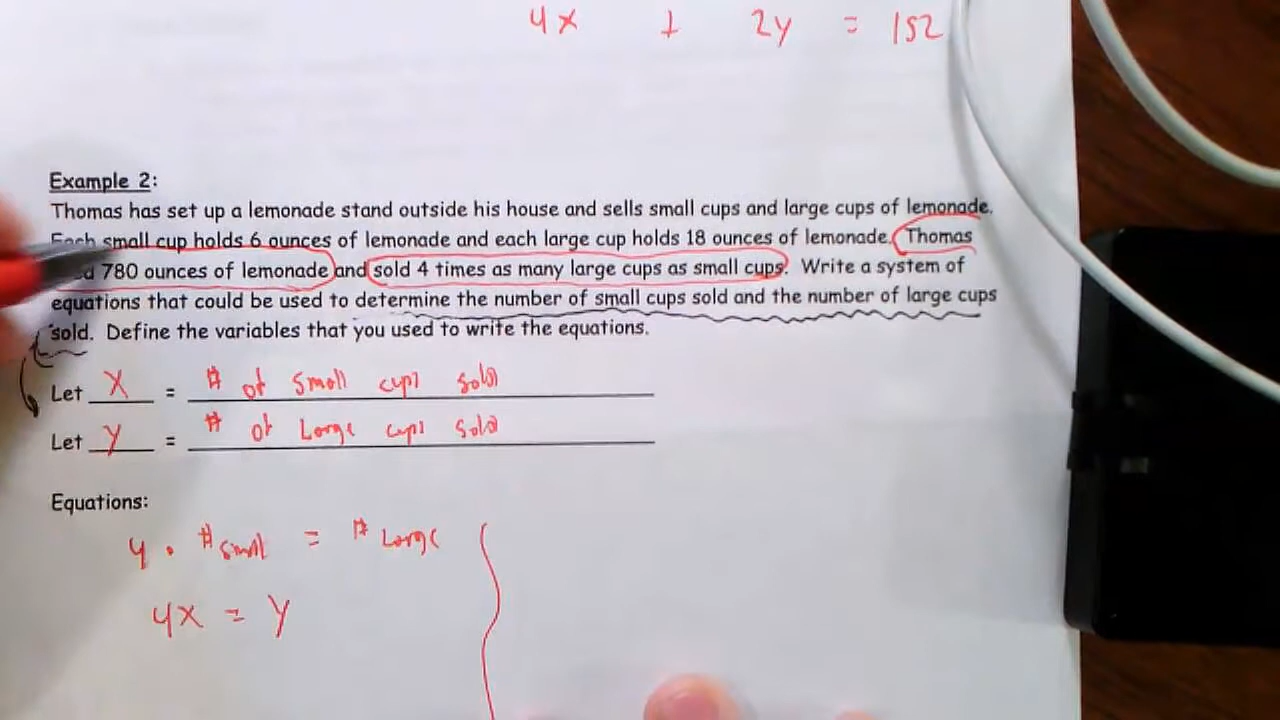 4x + 2y = 152
Example 2:
Thomas has set up a lemonade stand outside his house and sells small cups and large cups of lemonade.
Each small cup holds 6 ounces of lemonade and each large cup holds 18 ounces of lemonade. Thomas
780 ounces of lemonade and sold 4 times as many large cups as small cups. Write a system of
equations that could be used to determine the number of small cups sold and the number of large cups
sold. Define the variables that you used to write the equations.
Let x = # of small cups sold
Let y = # of Large cups sold
Equations:
4 · # small = # Large
4x = y